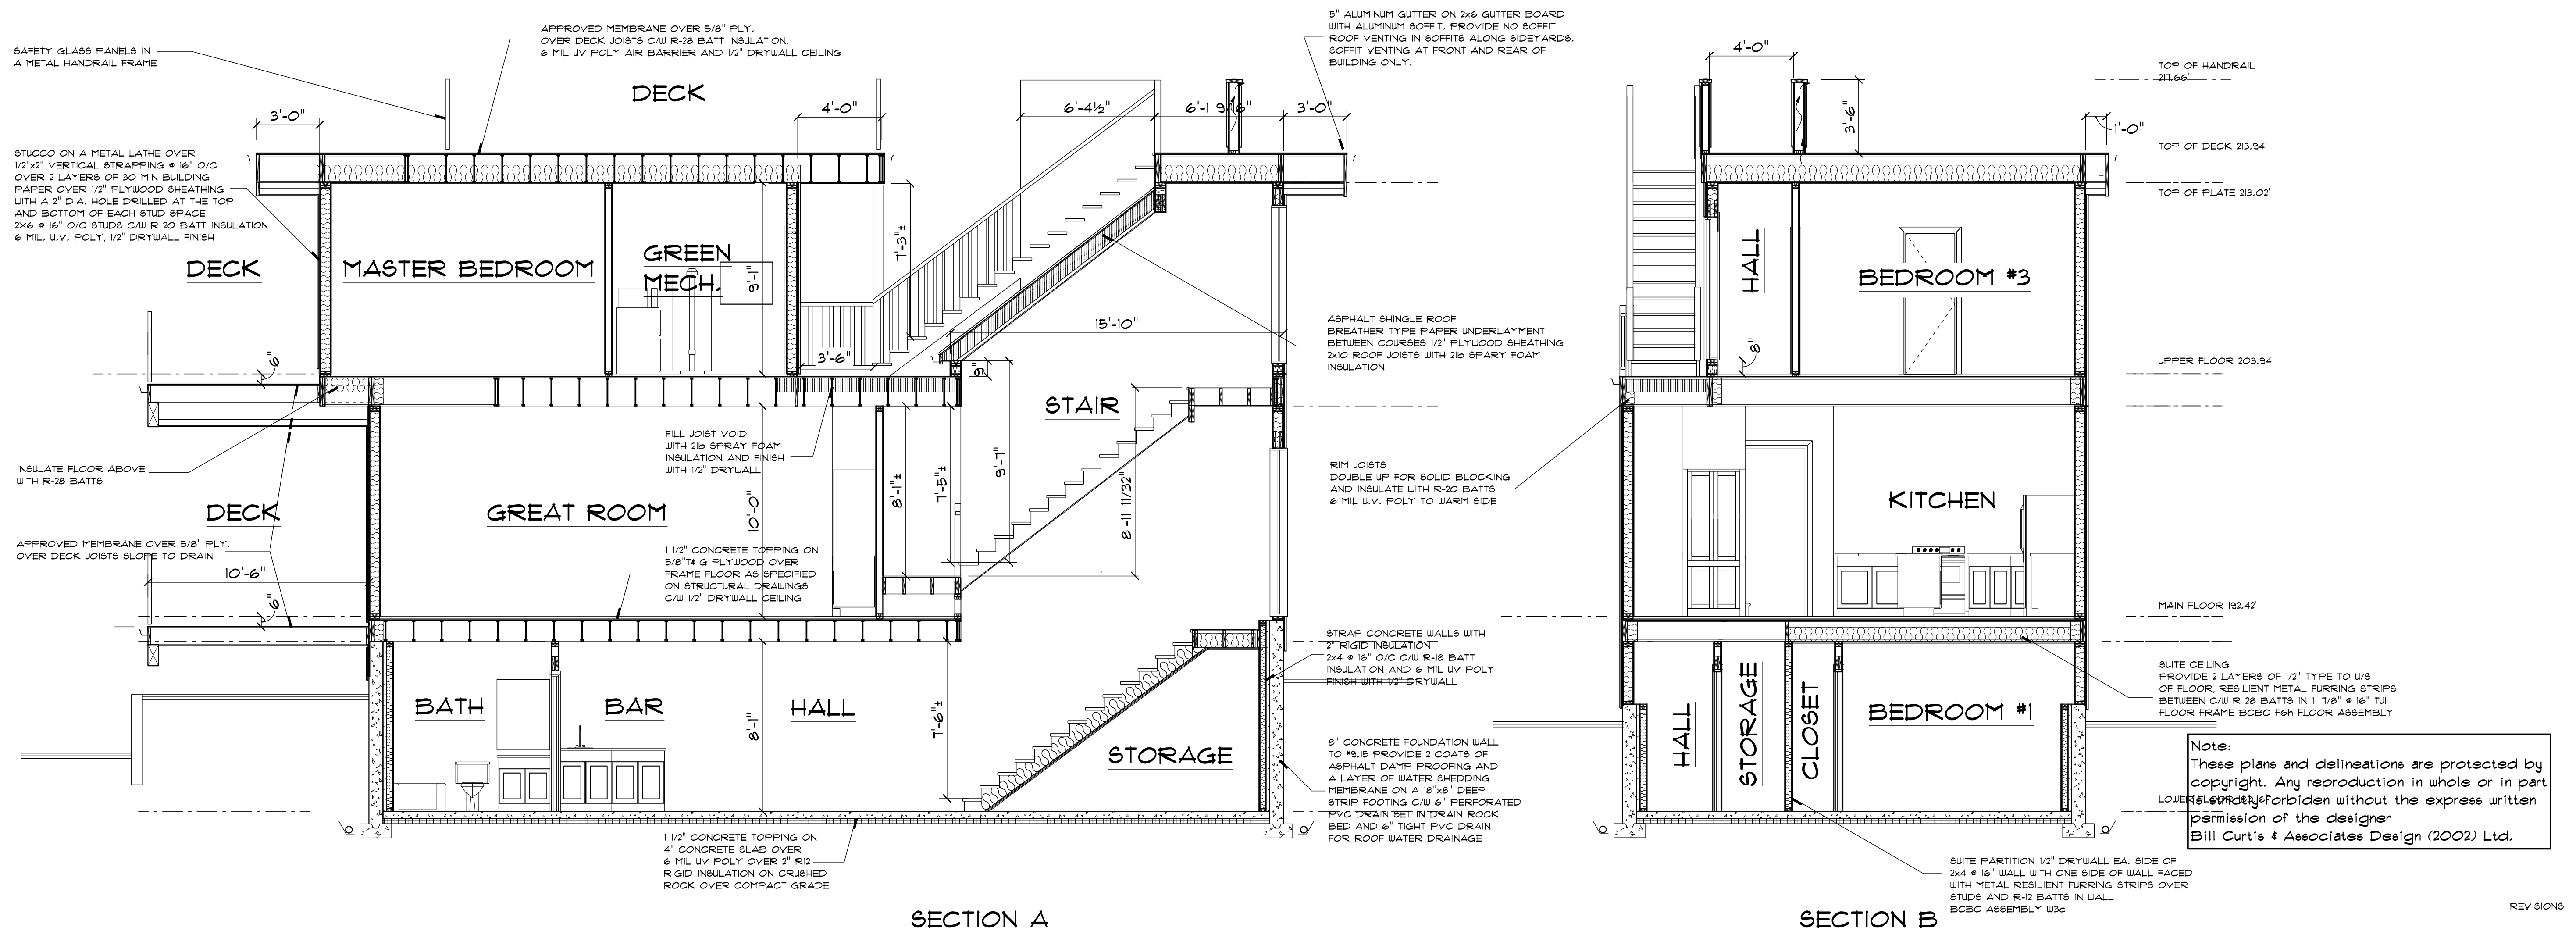 SAFETY GLASS PANELS IN
A METAL HANDRAIL FRAME
APPROVED MEMBRANE OVER 5/8" PLY.
OVER DECK JOISTS C/W R-28 BATT INSULATION,
6 MIL UV POLY AIR BARRIER AND 1/2" DRYWALL CEILING
DECK
3'-0"
4'-0"
6'-4½"
6'-1 9/16"
3'-0"
5" ALUMINUM GUTTER ON 2x6 GUTTER BOARD
WITH ALUMINUM SOFFIT. PROVIDE NO SOFFIT
ROOF VENTING IN SOFFITS ALONG SIDEYARDS.
SOFFIT VENTING AT FRONT AND REAR OF
BUILDING ONLY.
STUCCO ON A METAL LATHE OVER
1/2"x2" VERTICAL STRAPPING @ 16" O/C
OVER 2 LAYERS OF 30 MIN BUILDING
PAPER OVER 1/2" PLYWOOD SHEATHING
WITH A 2" DIA. HOLE DRILLED AT THE TOP
AND BOTTOM OF EACH STUD SPACE
2X6 @ 16" O/C STUDS C/W R 20 BATT INSULATION
6 MIL. U.V. POLY, 1/2" DRYWALL FINISH
DECK
MASTER BEDROOM
GREEN
MECH.
9'-1"
7'-3"±
15'-10"
3'-6"
9"
6"
ASPHALT SHINGLE ROOF
BREATHER TYPE PAPER UNDERLAYMENT
BETWEEN COURSES 1/2" PLYWOOD SHEATHING
2x10 ROOF JOISTS WITH 2lb SPARY FOAM
INSULATION
STAIR
FILL JOIST VOID
WITH 2lb SPRAY FOAM
INSULATION AND FINISH
WITH 1/2" DRYWALL
INSULATE FLOOR ABOVE
WITH R-28 BATTS
DECK
GREAT ROOM
10'-0"
8'-1"±
7'-5"±
9'-7"
8'-11 11/32"
RIM JOISTS
DOUBLE UP FOR SOLID BLOCKING
AND INSULATE WITH R-20 BATTS
6 MIL U.V. POLY TO WARM SIDE
APPROVED MEMBRANE OVER 5/8" PLY.
OVER DECK JOISTS SLOPE TO DRAIN
10'-6"
6"
1 1/2" CONCRETE TOPPING ON
5/8"T& G PLYWOOD OVER
FRAME FLOOR AS SPECIFIED
ON STRUCTURAL DRAWINGS
C/W 1/2" DRYWALL CEILING
STRAP CONCRETE WALLS WITH
2" RIGID INSULATION
2x4 @ 16" O/C C/W R-18 BATT
INSULATION AND 6 MIL UV POLY
FINISH WITH 1/2" DRYWALL
BATH
BAR
HALL
8'-1"
7'-6"±
STORAGE
8" CONCRETE FOUNDATION WALL
TO #9.15 PROVIDE 2 COATS OF
ASPHALT DAMP PROOFING AND
A LAYER OF WATER SHEDDING
MEMBRANE ON A 18"x8" DEEP
STRIP FOOTING C/W 6" PERFORATED
PVC DRAIN SET IN DRAIN ROCK
BED AND 6" TIGHT PVC DRAIN
FOR ROOF WATER DRAINAGE
1 1/2" CONCRETE TOPPING ON
4" CONCRETE SLAB OVER
6 MIL UV POLY OVER 2" R12
RIGID INSULATION ON CRUSHED
ROCK OVER COMPACT GRADE
SECTION A
4'-0"
3'-6"
1'-0"
TOP OF HANDRAIL
217.66'
TOP OF DECK 213.94'
TOP OF PLATE 213.02'
HALL
BEDROOM #3
8"
UPPER FLOOR 203.94'
KITCHEN
MAIN FLOOR 192.42'
HALL
STORAGE
CLOSET
BEDROOM #1
SUITE CEILING
PROVIDE 2 LAYERS OF 1/2" TYPE TO U/S
OF FLOOR, RESILIENT METAL FURRING STRIPS
BETWEEN C/W R 28 BATTS IN 11 7/8" @ 16" TJI
FLOOR FRAME BCBC F6h FLOOR ASSEMBLY
Note:
These plans and delineations are protected by
copyright. Any reproduction in whole or in part
is strictly forbiden without the express written
permission of the designer
Bill Curtis & Associates Design (2002) Ltd.
LOWER FLOOR
SUITE PARTITION 1/2" DRYWALL EA. SIDE OF
2x4 @ 16" WALL WITH ONE SIDE OF WALL FACED
WITH METAL RESILIENT FURRING STRIPS OVER
STUDS AND R-12 BATTS IN WALL
BCBC ASSEMBLY W3c
SECTION B
REVISIONS